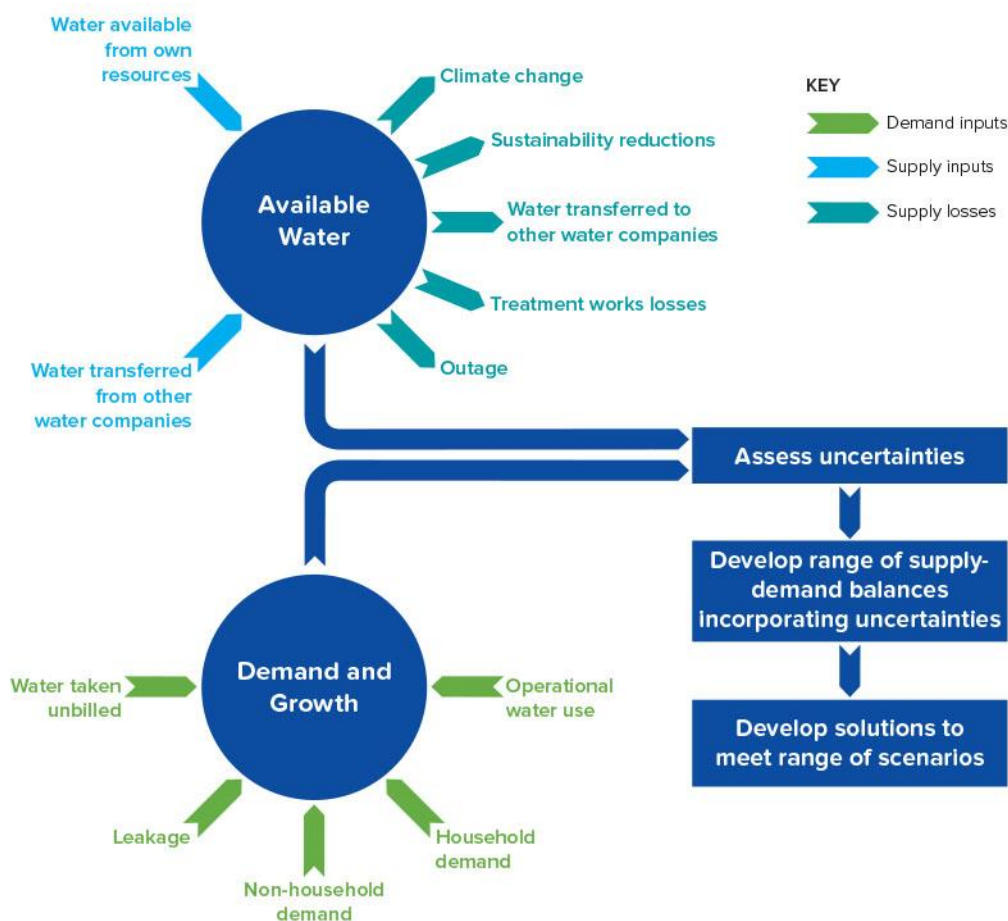 Water available
from own
resources
Climate change
Sustainability reductions
Water transferred to
other water companies
Treatment works losses
Outage
Water transferred
from other
water companies
Available
Water
KEY
Demand inputs
Supply inputs
Supply losses
Assess uncertainties
Develop range of supply-
demand balances
incorporating uncertainties
Develop solutions to
meet range of scenarios
Demand and
Growth
Water taken
unbilled
Operational
water use
Leakage
Household
demand
Non-household
demand